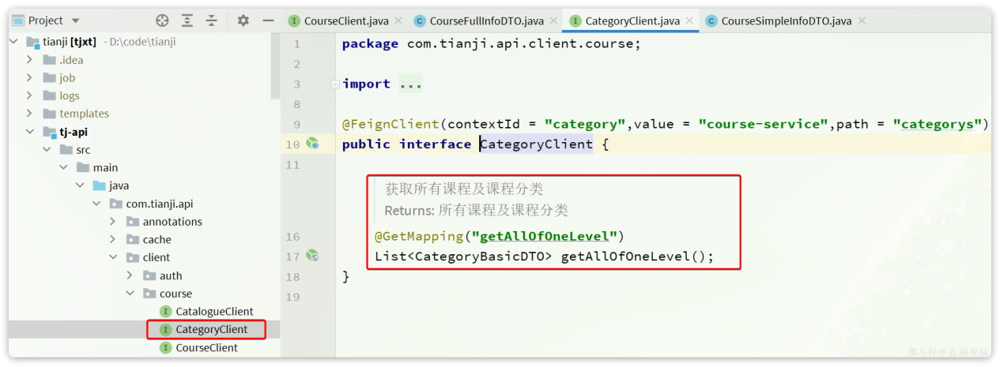 Project
CourseClient.java
CourseFullInfoDTO.java
CategoryClient.java
CourseSimpleInfoDTO.java
tianji [tjxt] - D:\code\tianji
.idea
job
logs
templates
tj-api
src
main
java
com.tianji.api
annotations
cache
client
auth
course
CatalogueClient
CategoryClient
CourseClient
1 package com.tianji.api.client.course;
2
3 import ...
8
9 @FeignClient(contextId = "category",value = "course-service",path = "categorys")
10 public interface CategoryClient {
11
获取所有课程及课程分类
Returns: 所有课程及课程分类
16 @GetMapping("getAllOfOneLevel")
17 List<CategoryBasicDTO> getAllOfOneLevel();
18 }
19
黑马程序员-研究院